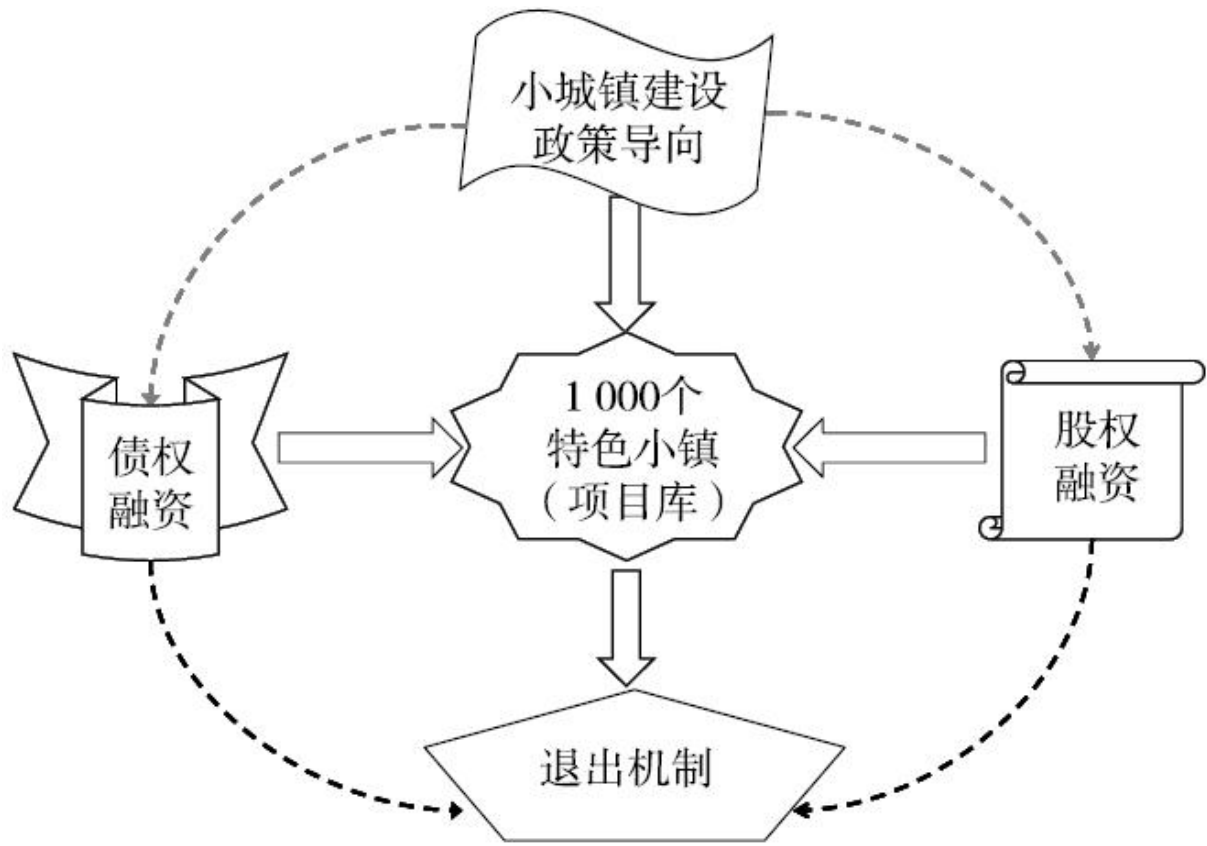 小城镇建设
政策导向
债权
融资
1 000个
特色小镇
（项目库）
股权
融资
退出机制